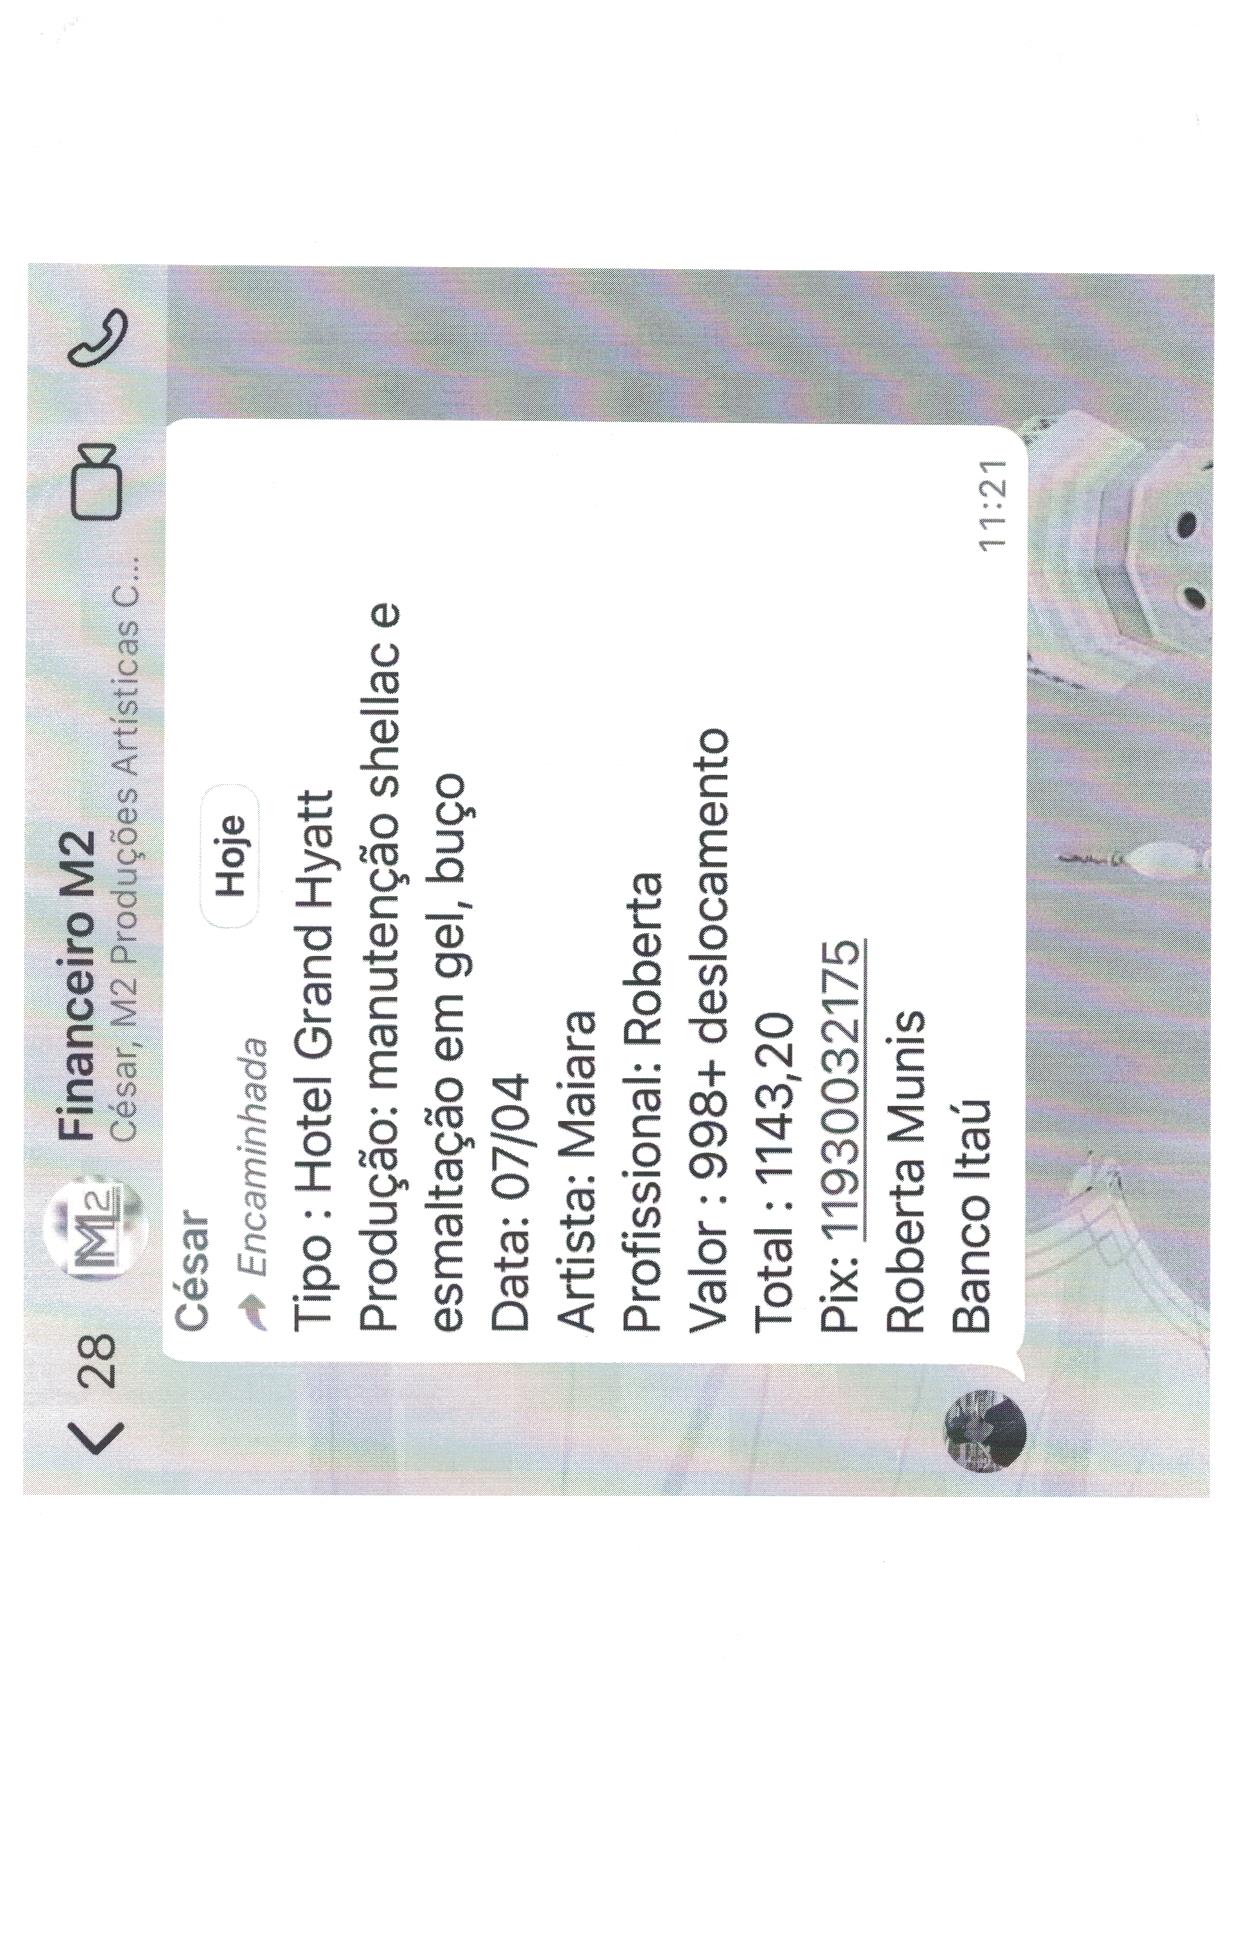 28
M2
Financeiro M2
César, M2 Produções Artísticas C...
Hoje
César
Encaminhada
Tipo : Hotel Grand Hyatt
Produção: manutenção shellac e
esmaltação em gel, buço
Data: 07/04
Artista: Maiara
Profissional: Roberta
Valor : 998+ deslocamento
Total : 1143,20
Pix: 11930032175
Roberta Munis
Banco Itaú
11:21